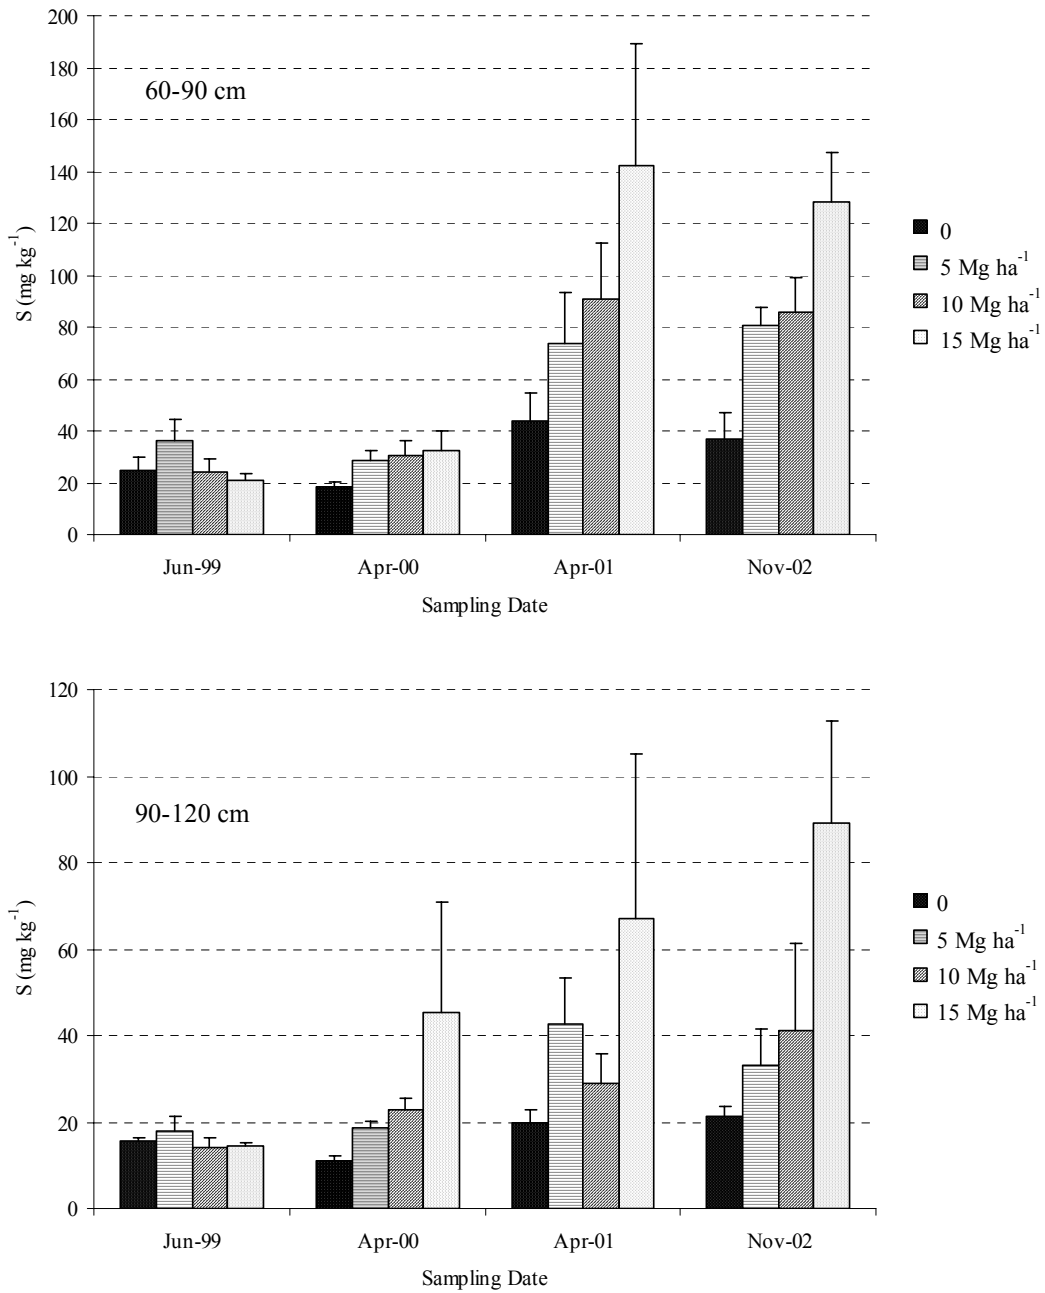 200
180
160
140
120
100
80
60
40
20
0
S (mg kg⁻¹)
60-90 cm
Jun-99 Apr-00 Apr-01 Nov-02
Sampling Date
0
5 Mg ha⁻¹
10 Mg ha⁻¹
15 Mg ha⁻¹
120
100
80
60
40
20
0
S (mg kg⁻¹)
90-120 cm
Jun-99 Apr-00 Apr-01 Nov-02
Sampling Date
0
5 Mg ha⁻¹
10 Mg ha⁻¹
15 Mg ha⁻¹